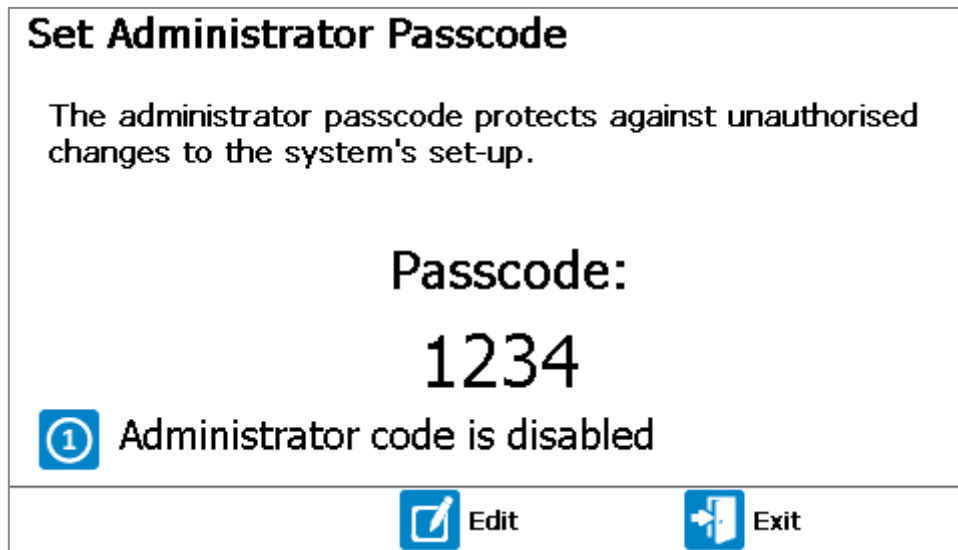 Set Administrator Passcode
The administrator passcode protects against unauthorised
changes to the system's set-up.
Passcode:
1234
1 Administrator code is disabled
Edit Exit